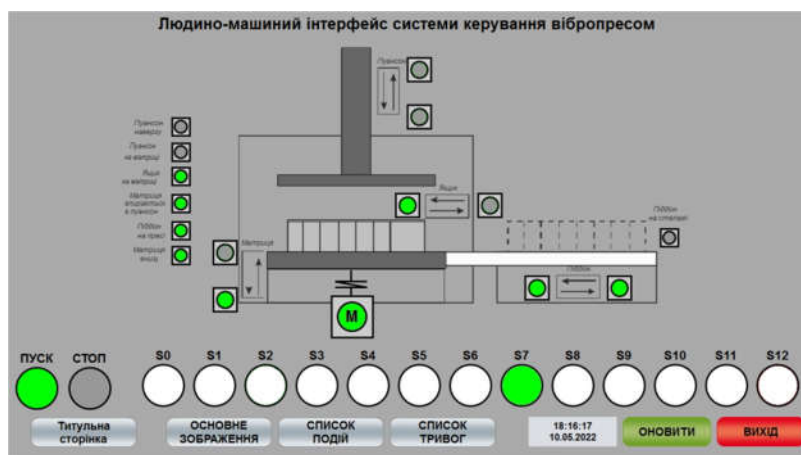 Людино-машиний інтерфейс системи керування вібропресом
Пуансон
Пуансон
наверху
Пуансон
на матриці
Ящик
на матриці
Матриця
впирається
в пуансон
Піддон
на пресі
Матриця
внизу
Ящик
Матриця
Піддон
на стелажі
Піддон
M
ПУСК СТОП S0 S1 S2 S3 S4 S5 S6 S7 S8 S9 S10 S11 S12
Титульна
сторінка
ОСНОВНЕ
ЗОБРАЖЕННЯ
СПИСОК
ПОДІЙ
СПИСОК
ТРИВОГ
18:16:17
10.05.2022
ОНОВИТИ
ВИХІД